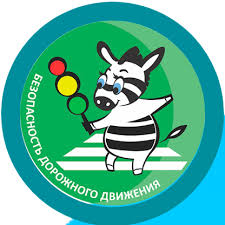 БЕЗОПАСНОСТЬ ДОРОЖНОГО ДВИЖЕНИЯ